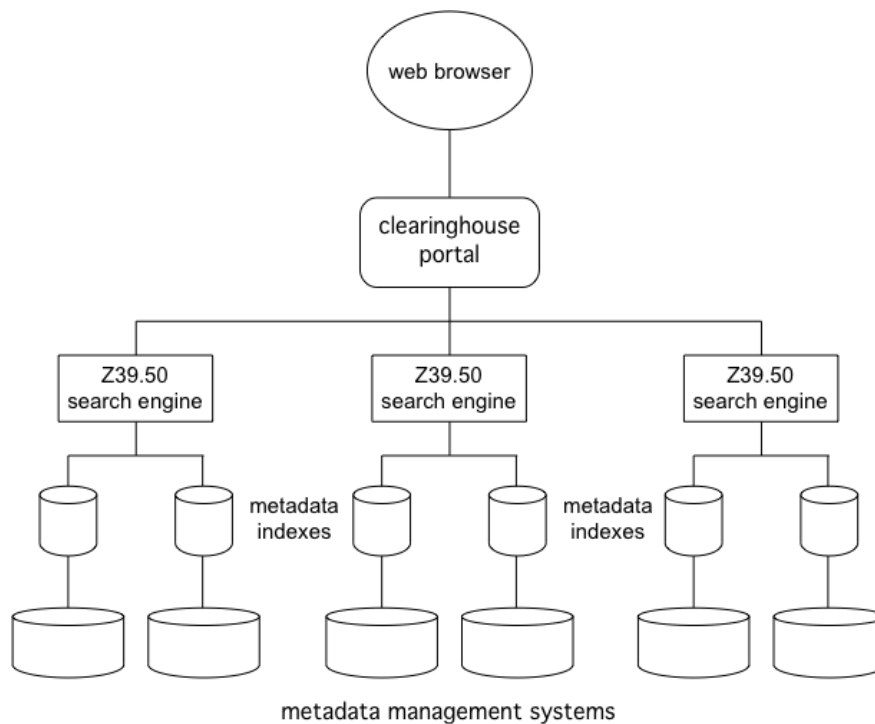 web browser
clearinghouse
portal
Z39.50
search engine
Z39.50
search engine
Z39.50
search engine
metadata
indexes
metadata
indexes
metadata management systems